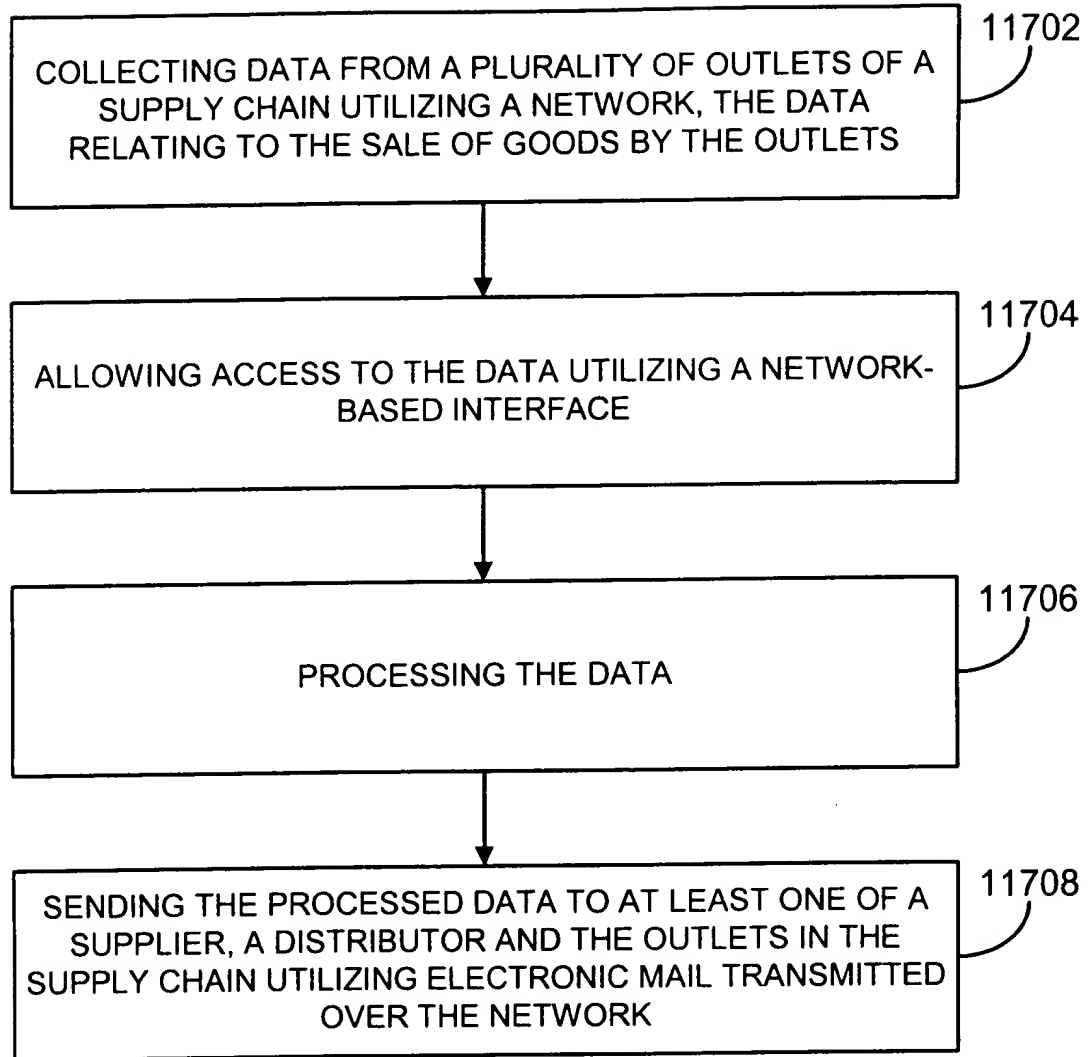 11702
COLLECTING DATA FROM A PLURALITY OF OUTLETS OF A
SUPPLY CHAIN UTILIZING A NETWORK, THE DATA
RELATING TO THE SALE OF GOODS BY THE OUTLETS
11704
ALLOWING ACCESS TO THE DATA UTILIZING A NETWORK-
BASED INTERFACE
11706
PROCESSING THE DATA
11708
SENDING THE PROCESSED DATA TO AT LEAST ONE OF A
SUPPLIER, A DISTRIBUTOR AND THE OUTLETS IN THE
SUPPLY CHAIN UTILIZING ELECTRONIC MAIL TRANSMITTED
OVER THE NETWORK